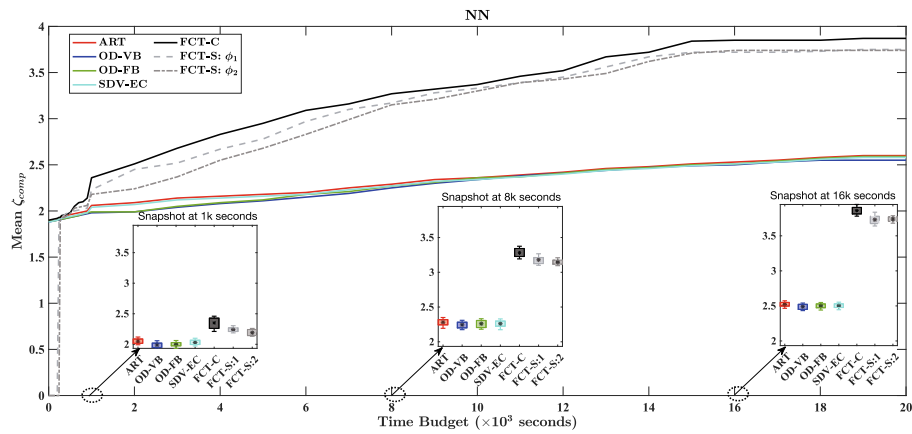 NN
4
3.5
3
2.5
2
1.5
1
0.5
0
Mean ζcomp
ART
OD-VB
OD-FB
SDV-EC
FCT-C
FCT-S: ϕ1
FCT-S: ϕ2
Snapshot at 1k seconds
3.5
3
2.5
2
ART
OD-VB
OD-FB
SDV-EC
FCT-C
FCT-S:1
FCT-S:2
Snapshot at 8k seconds
3.5
3
2.5
2
ART
OD-VB
OD-FB
SDV-EC
FCT-C
FCT-S:1
FCT-S:2
Snapshot at 16k seconds
3.5
3
2.5
2
ART
OD-VB
OD-FB
SDV-EC
FCT-C
FCT-S:1
FCT-S:2
0 2 4 6 8 10 12 14 16 18 20
Time Budget (×10³ seconds)